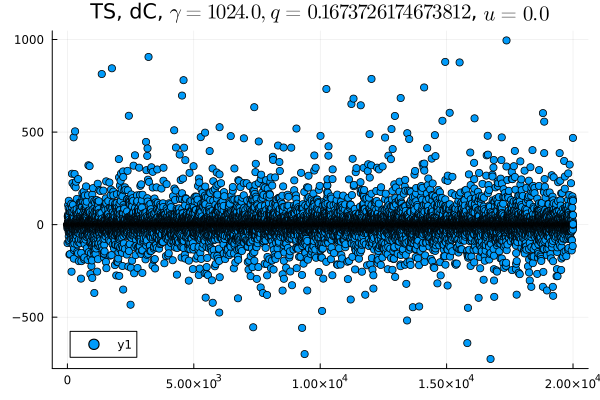 TS, dC, γ = 1024.0, q = 0.1673726174673812, u = 0.0
1000
500
0
−500
y1
0 5.00×10³ 1.00×10⁴ 1.50×10⁴ 2.00×10⁴